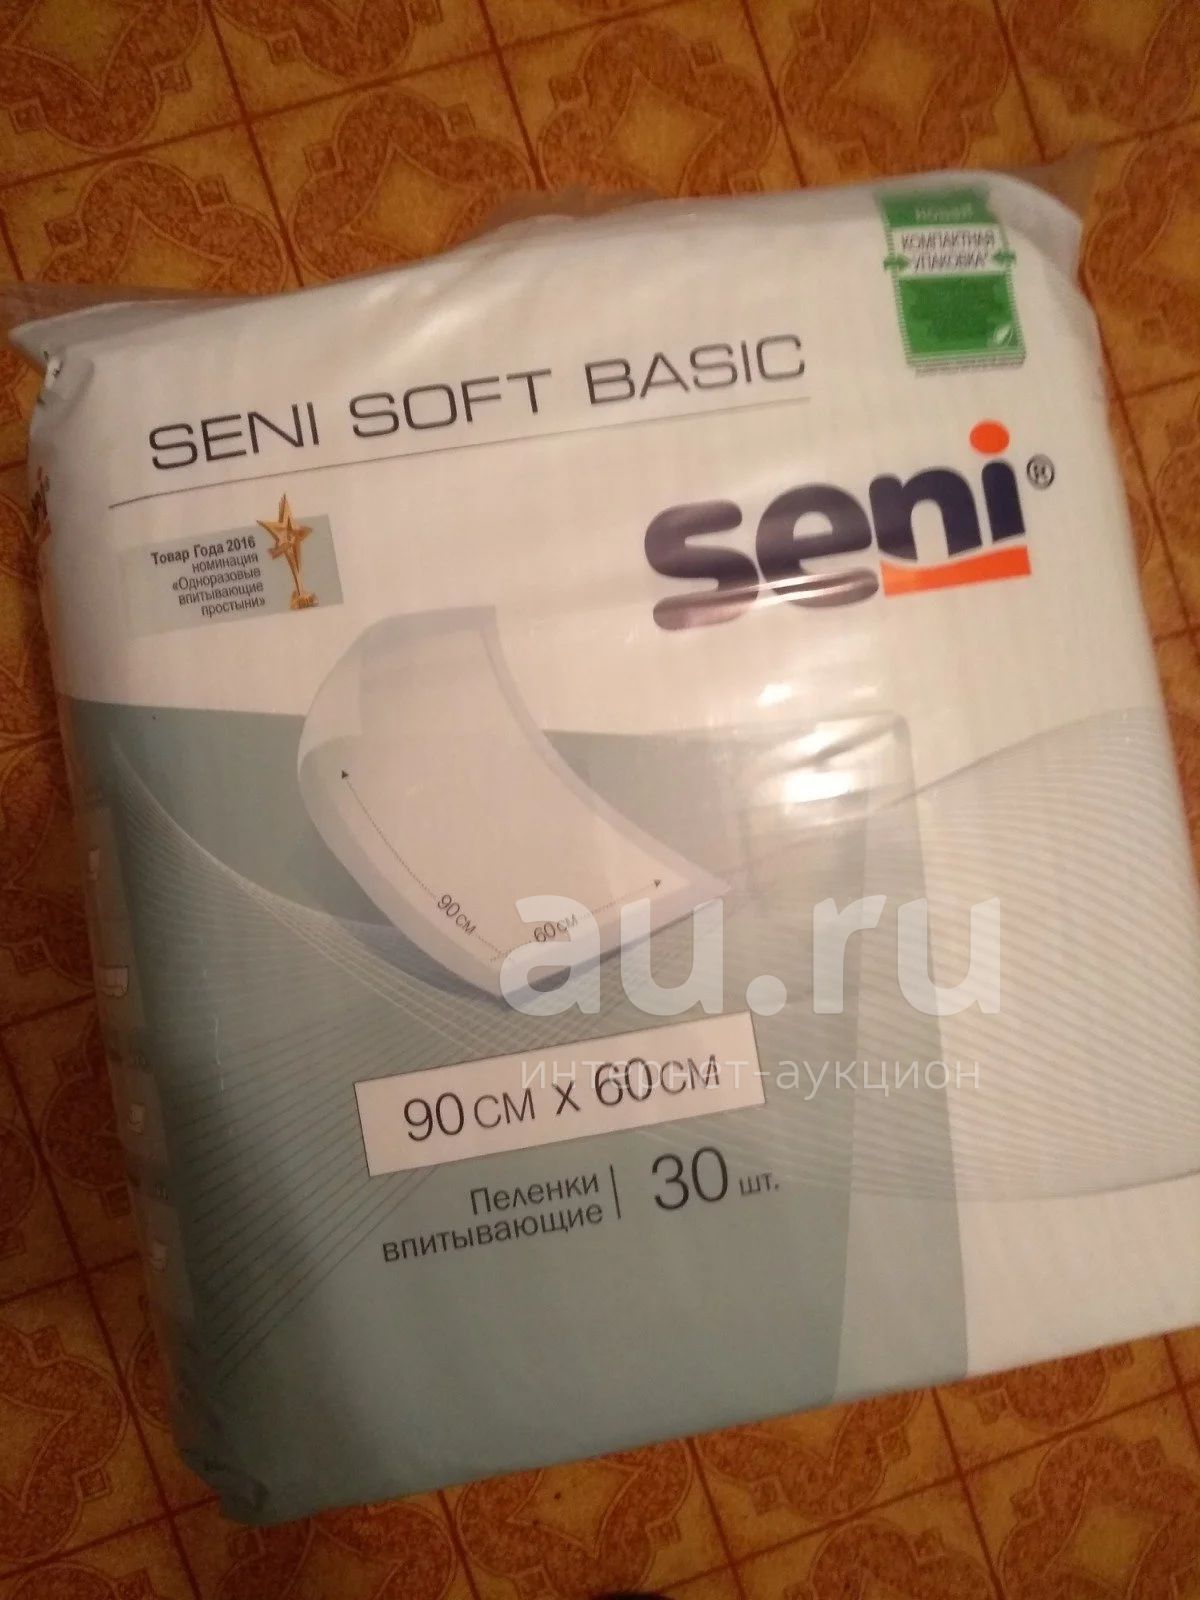 НОВАЯ
КОМПАКТНАЯ
УПАКОВКА*
SENI SOFT BASIC
seni®
Товар Года 2016
номинация
«Одноразовые
впитывающие
простыни»
90 см
60 см
au.ru
интернет-аукцион
90 см x 60 см
Пеленки
впитывающие
30 шт.